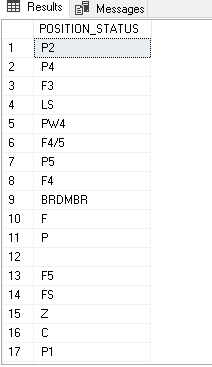 Results Messages
POSITION_STATUS
1 P2
2 P4
3 F3
4 LS
5 PW4
6 F4/5
7 P5
8 F4
9 BRDMBR
10 F
11 P
12
13 F5
14 FS
15 Z
16 C
17 P1